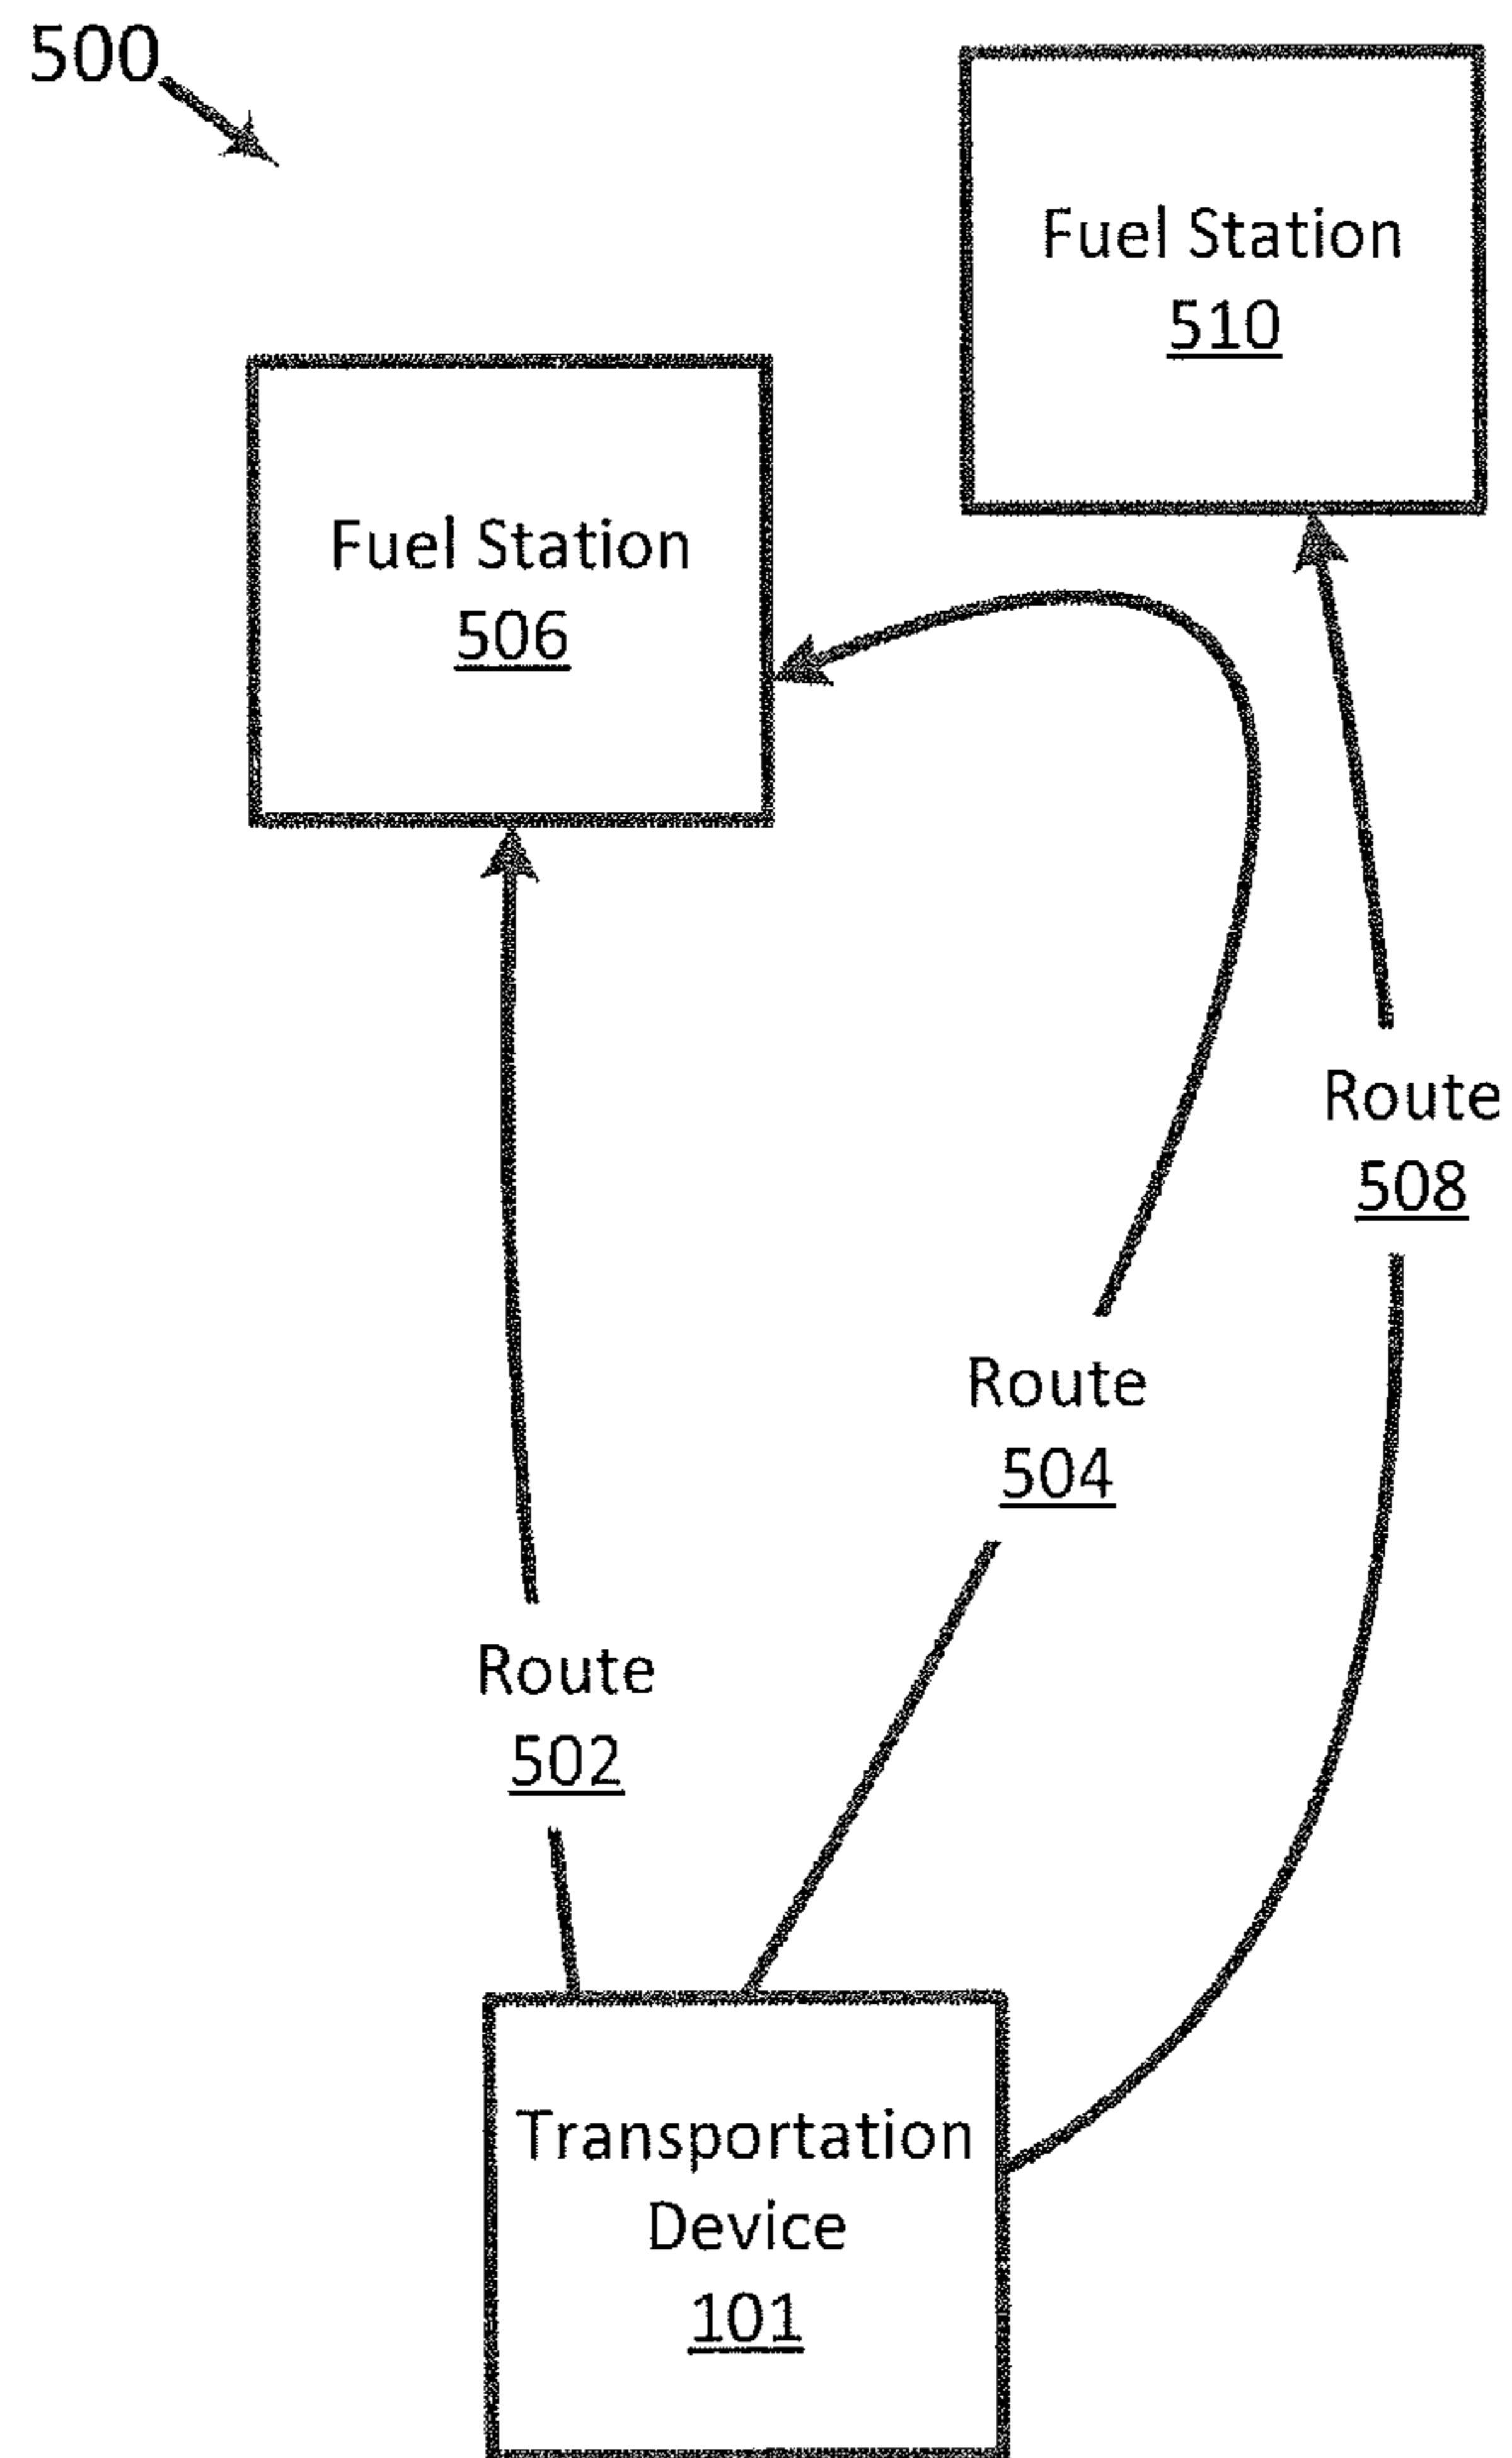 500
Fuel Station
510
Fuel Station
506
Route
508
Route
504
Route
502
Transportation
Device
101